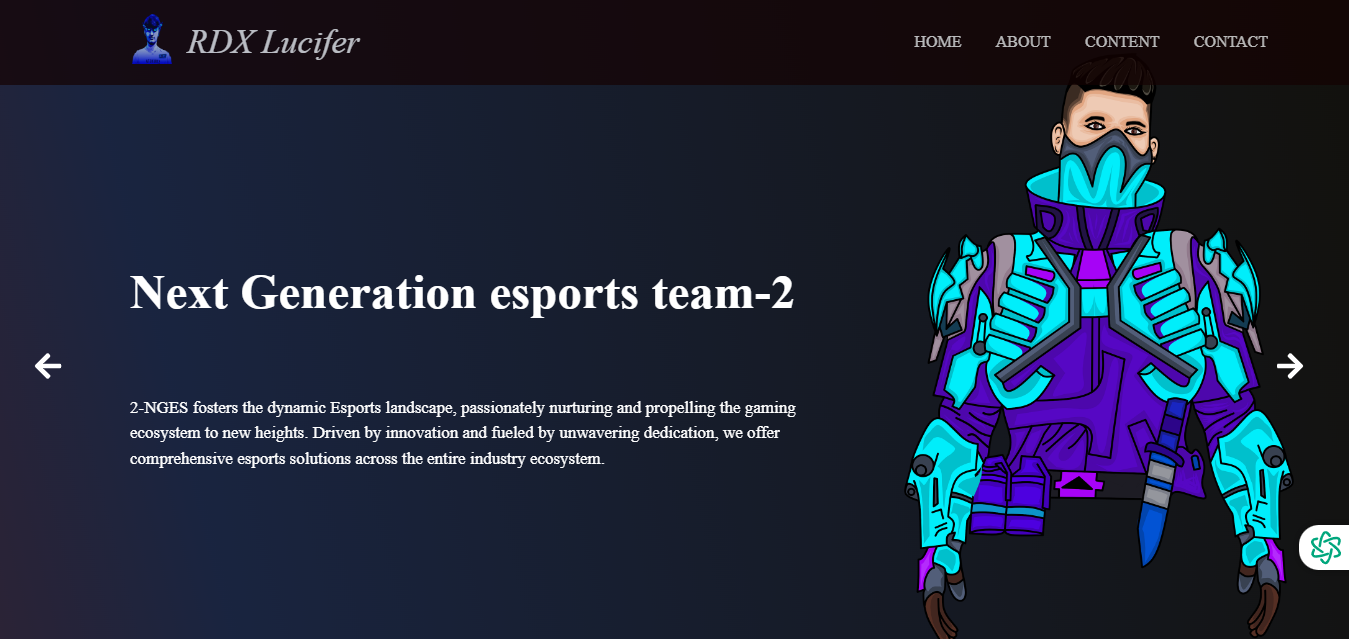 RDX Lucifer
HOME ABOUT CONTENT CONTACT
Next Generation esports team-2
2-NGES fosters the dynamic Esports landscape, passionately nurturing and propelling the gaming
ecosystem to new heights. Driven by innovation and fueled by unwavering dedication, we offer
comprehensive esports solutions across the entire industry ecosystem.